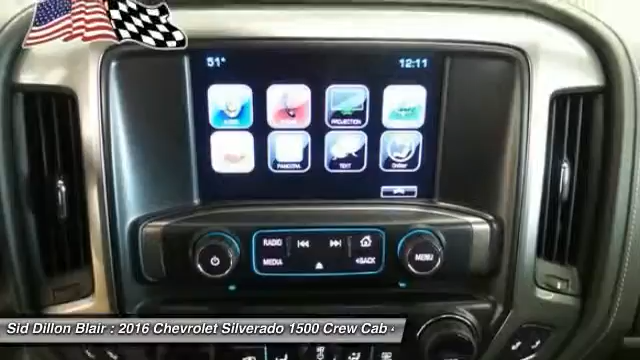 51° 12:11
PROJECTION
PANDORA TEXT OnStar
RADIO
MEDIA <BACK MENU
Sid Dillon Blair : 2016 Chevrolet Silverado 1500 Crew Cab